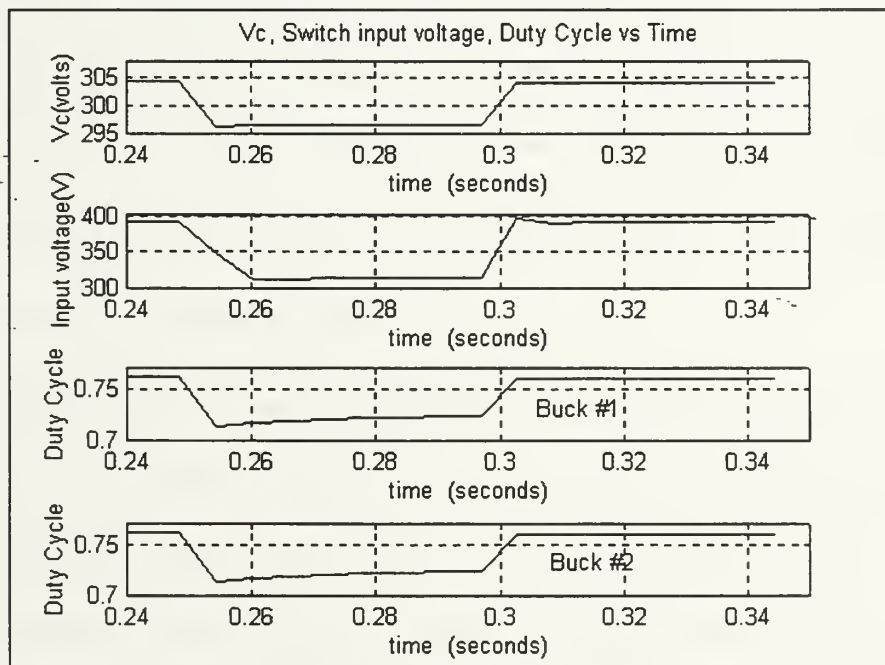 Vc, Switch input voltage, Duty Cycle vs Time
Vc(volts)
305
300
295
0.24 0.26 0.28 0.3 0.32 0.34
time (seconds)
Input voltage(V)
400
350
300
0.24 0.26 0.28 0.3 0.32 0.34
time (seconds)
Duty Cycle
0.75
0.7
Buck #1
0.24 0.26 0.28 0.3 0.32 0.34
time (seconds)
Duty Cycle
0.75
0.7
Buck #2
0.24 0.26 0.28 0.3 0.32 0.34
time (seconds)